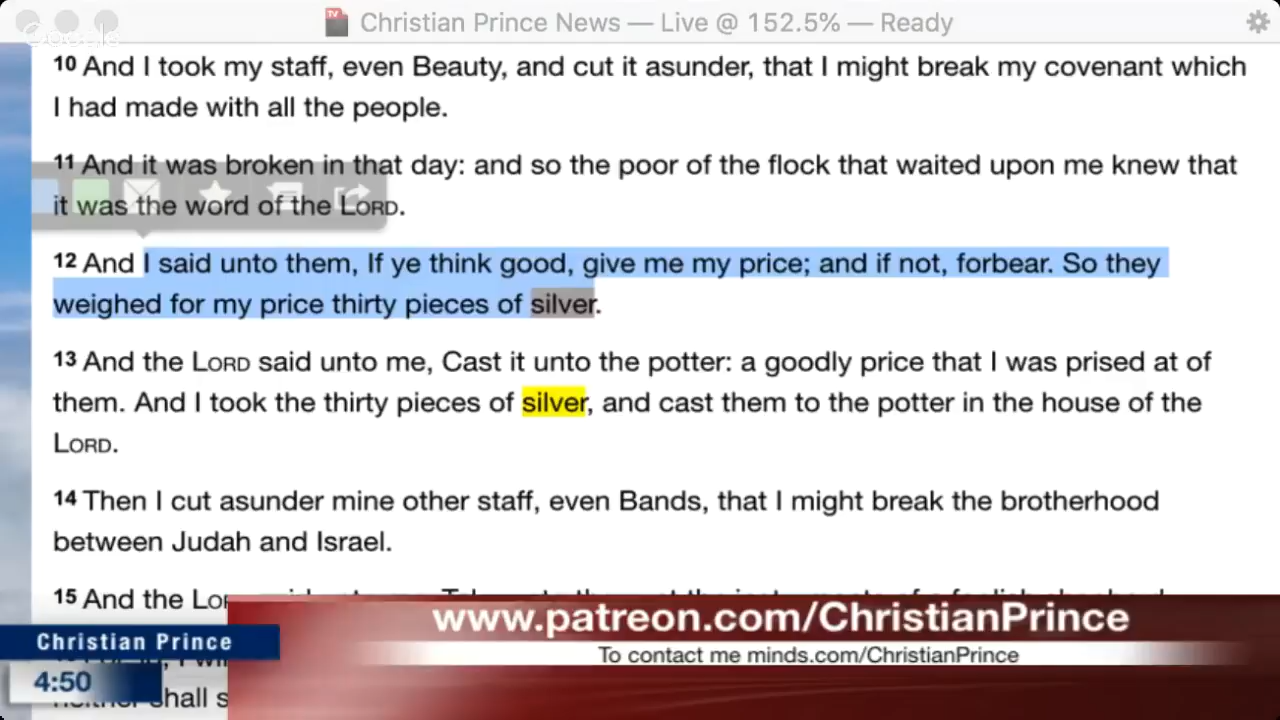 Google
Christian Prince News — Live @ 152.5% — Ready
10 And I took my staff, even Beauty, and cut it asunder, that I might break my covenant which
I had made with all the people.
11 And it was broken in that day: and so the poor of the flock that waited upon me knew that
it was the word of the LORD.
12 And I said unto them, If ye think good, give me my price; and if not, forbear. So they
weighed for my price thirty pieces of silver.
13 And the LORD said unto me, Cast it unto the potter: a goodly price that I was prised at of
them. And I took the thirty pieces of silver, and cast them to the potter in the house of the
LORD.
14 Then I cut asunder mine other staff, even Bands, that I might break the brotherhood
between Judah and Israel.
15 And the
www.patreon.com/ChristianPrince
Christian Prince
To contact me minds.com/ChristianPrince
4:50
shall